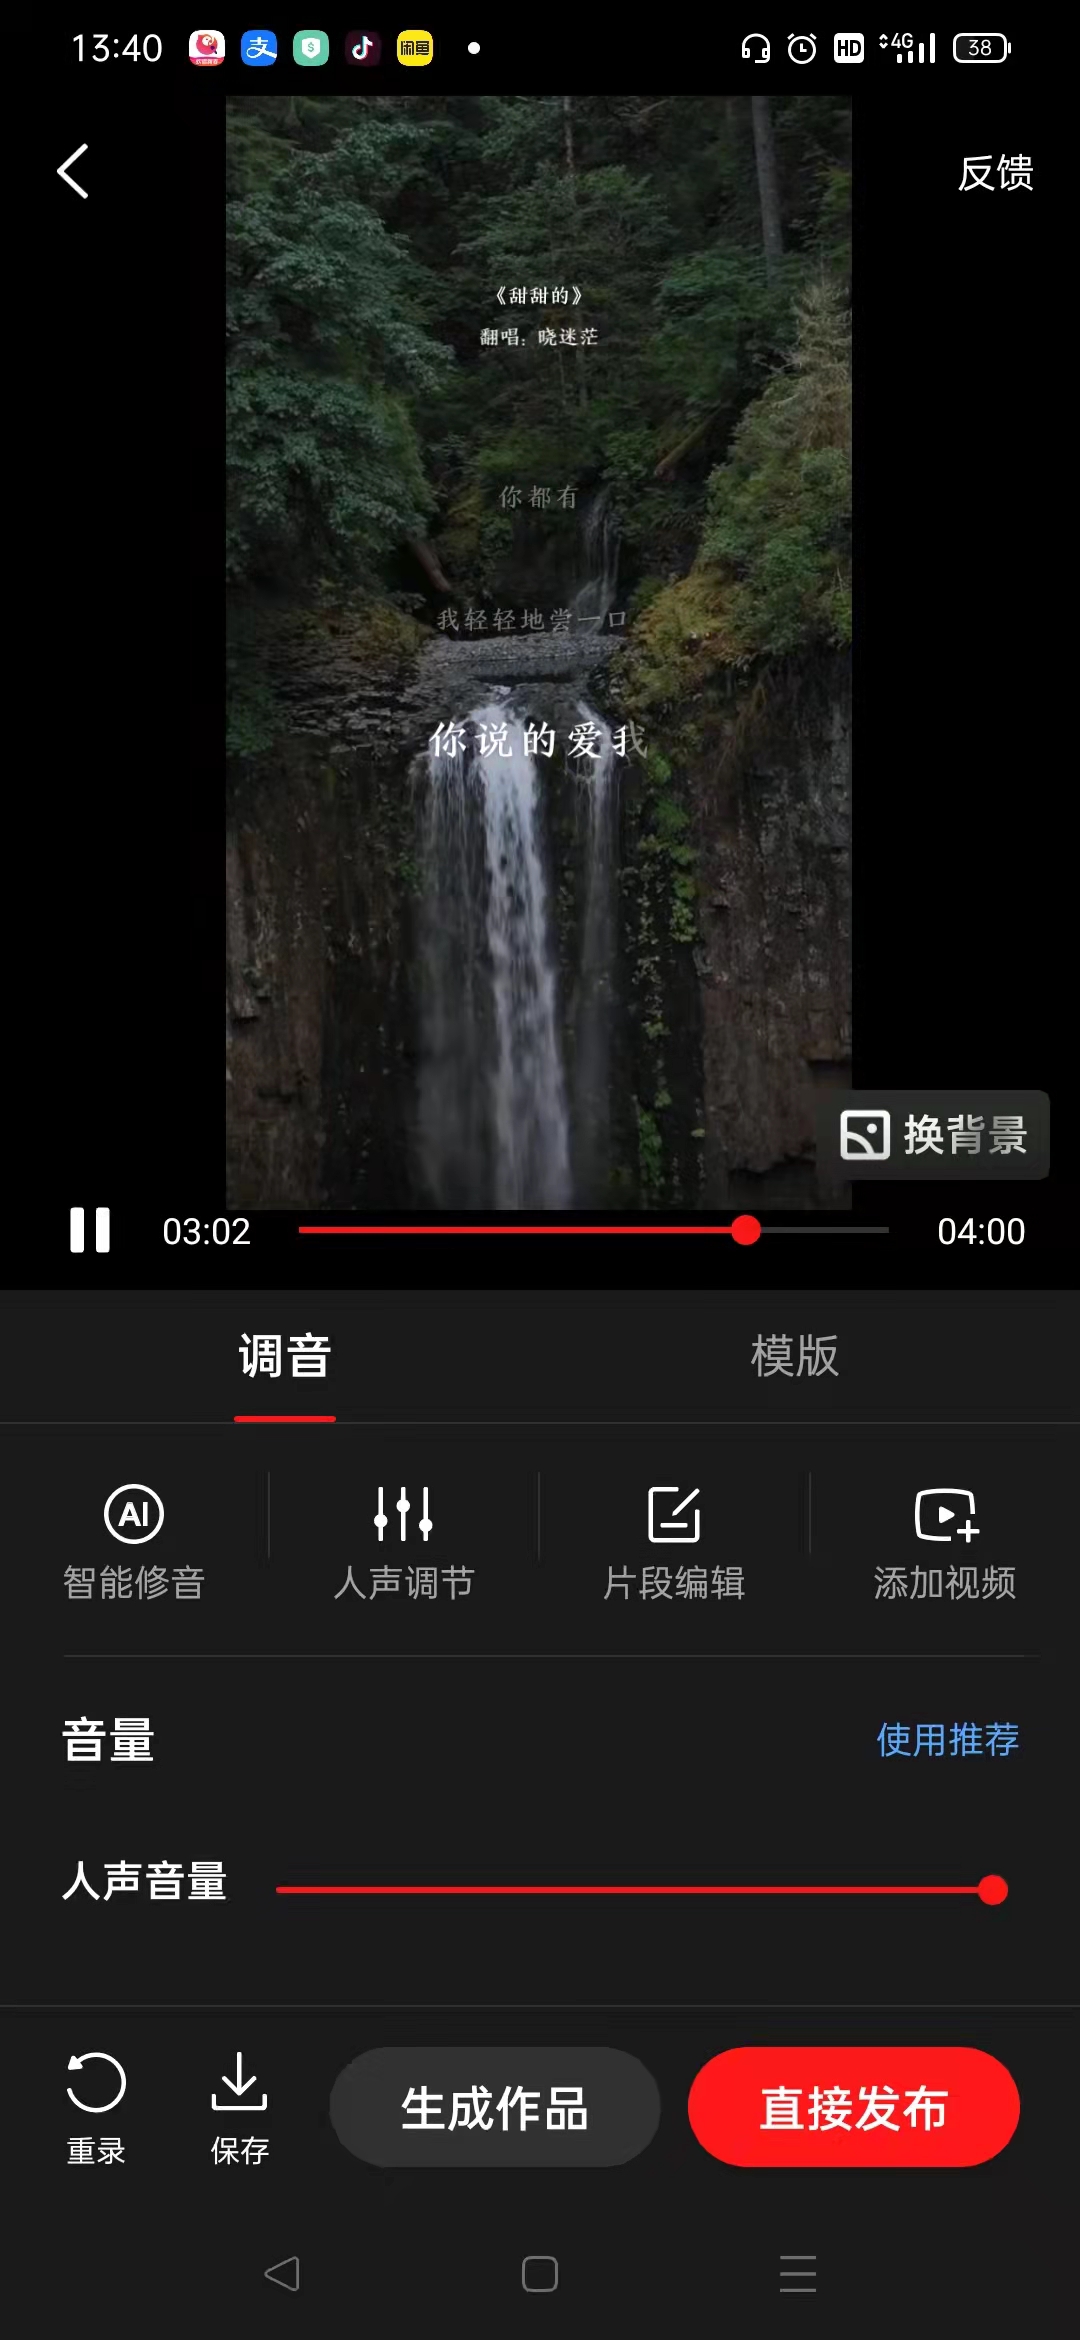 13:40
HD 4G 38
反馈
《甜甜的》
翻唱：晓迷茫
你都有
我轻轻地尝一口
你说的爱我
换背景
03:02 04:00
调音 模版
AI
智能修音 人声调节 片段编辑 添加视频
音量 使用推荐
人声音量
重录 保存 生成作品 直接发布